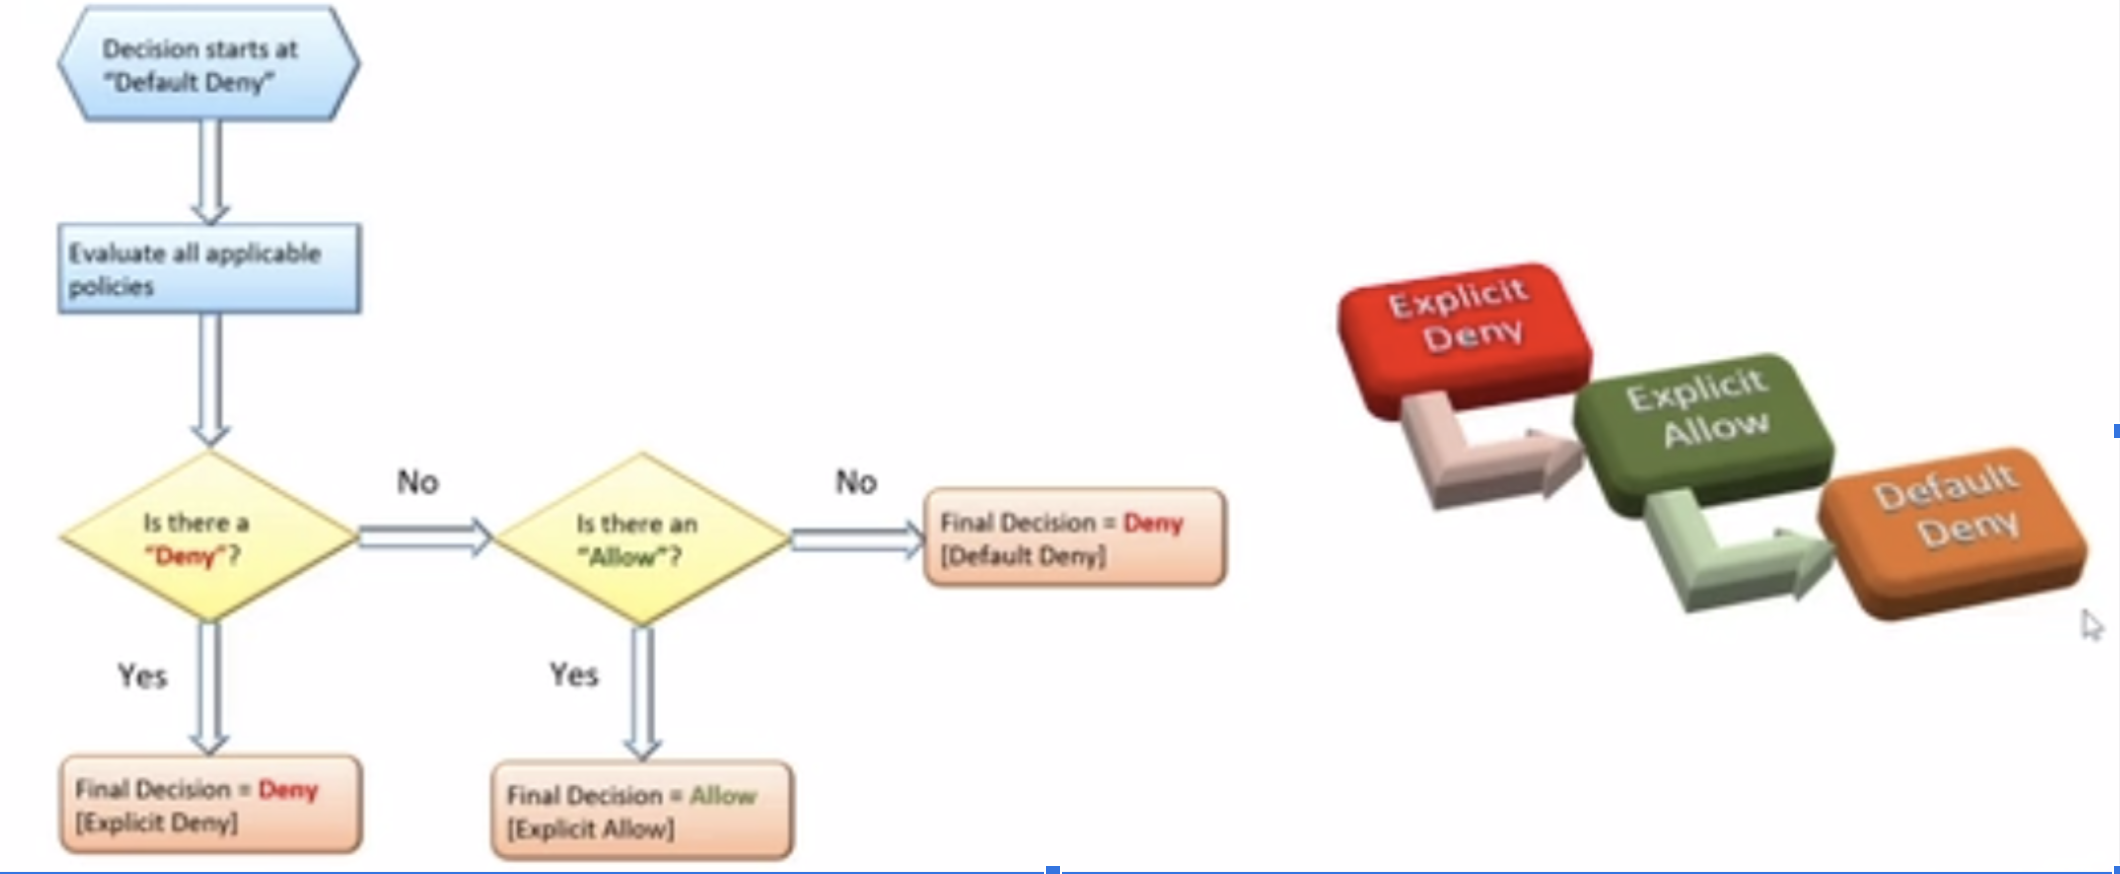 Decision starts at
"Default Deny"
Evaluate all applicable
policies
Is there a
"Deny"?
No
Is there an
"Allow"?
No
Final Decision = Deny
[Default Deny]
Yes
Yes
Final Decision = Deny
[Explicit Deny]
Final Decision = Allow
[Explicit Allow]
Explicit
Deny
Explicit
Allow
Default
Deny